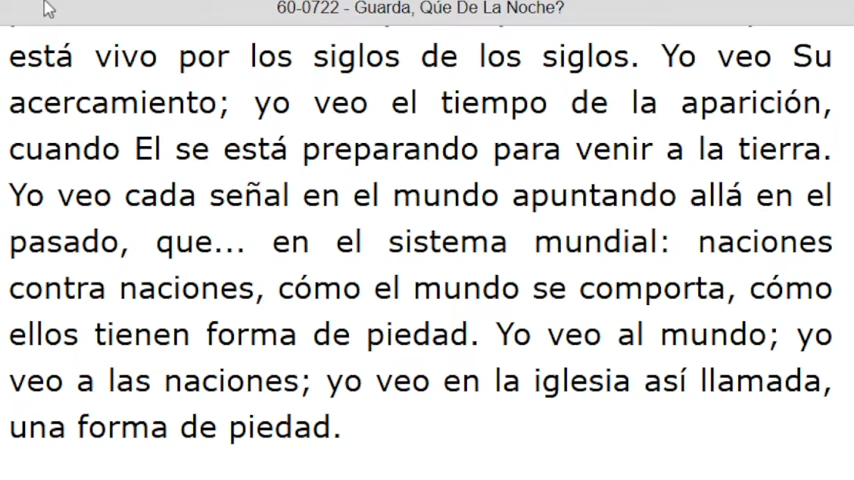 60-0722 - Guarda, Qúe De La Noche?
está vivo por los siglos de los siglos. Yo veo Su
acercamiento; yo veo el tiempo de la aparición,
cuando El se está preparando para venir a la tierra.
Yo veo cada señal en el mundo apuntando allá en el
pasado, que... en el sistema mundial: naciones
contra naciones, cómo el mundo se comporta, cómo
ellos tienen forma de piedad. Yo veo al mundo; yo
veo a las naciones; yo veo en la iglesia así llamada,
una forma de piedad.